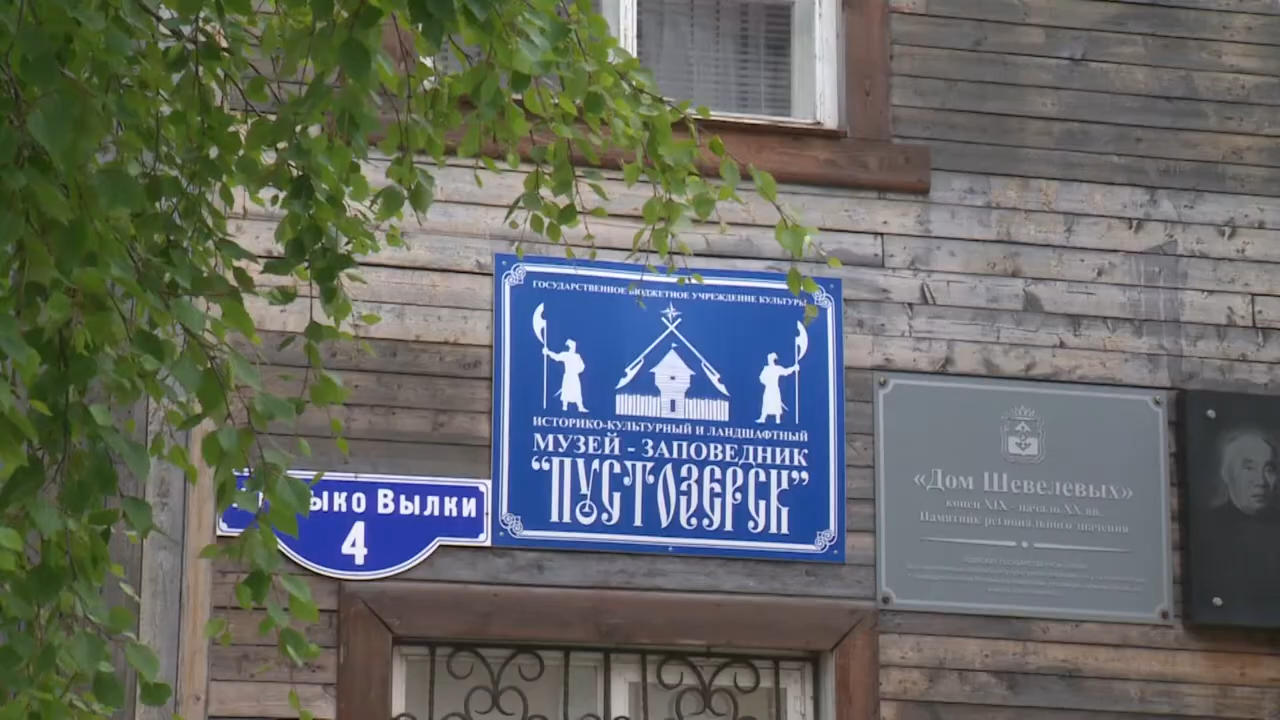 ЫКО ВЫЛКИ
4
ГОСУДАРСТВЕННОЕ БЮДЖЕТНОЕ УЧРЕЖДЕНИЕ КУЛЬТУРЫ
ИСТОРИКО-КУЛЬТУРНЫЙ И ЛАНДШАФТНЫЙ
МУЗЕЙ - ЗАПОВЕДНИК
“ПУСТОЗЕРСК”
«Дом Шевелевых»
конец XIX - начало XX вв.
Памятник регионального значения